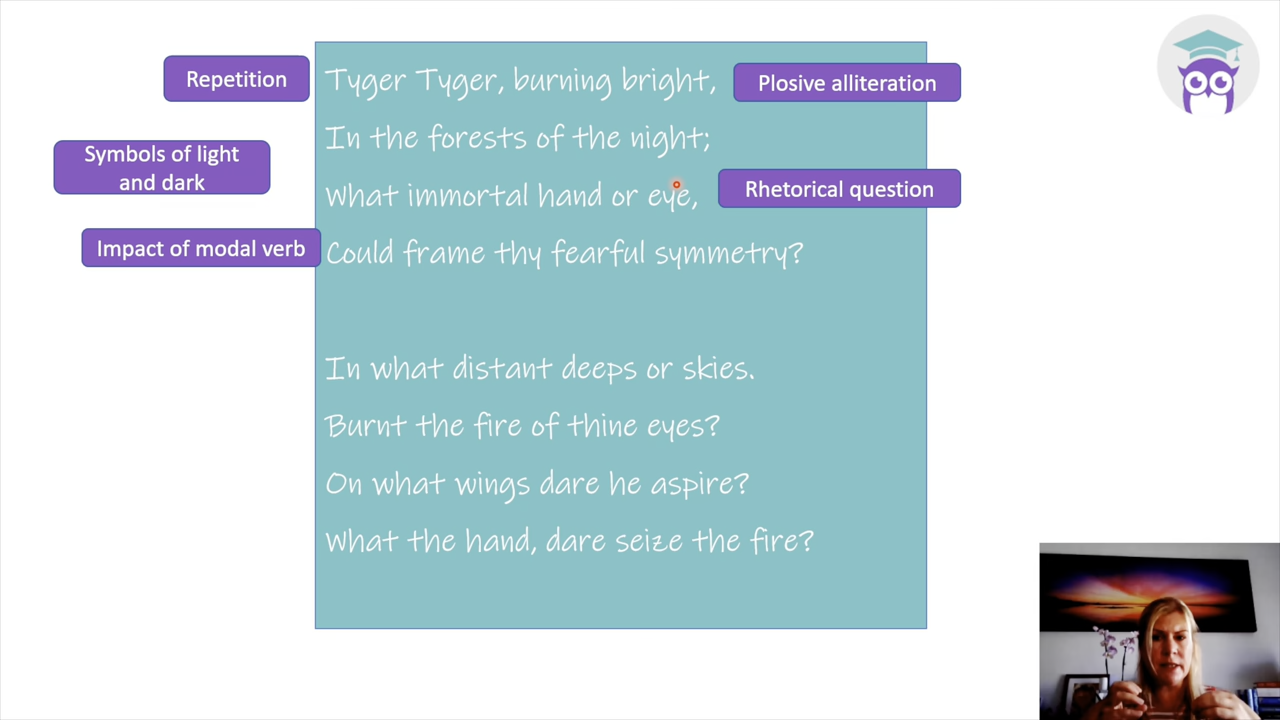 Repetition
Tyger Tyger, burning bright,
Plosive alliteration
In the forests of the night;
Symbols of light
and dark
What immortal hand or eye,
Rhetorical question
Impact of modal verb
Could frame thy fearful symmetry?
In what distant deeps or skies.
Burnt the fire of thine eyes?
On what wings dare he aspire?
What the hand, dare seize the fire?